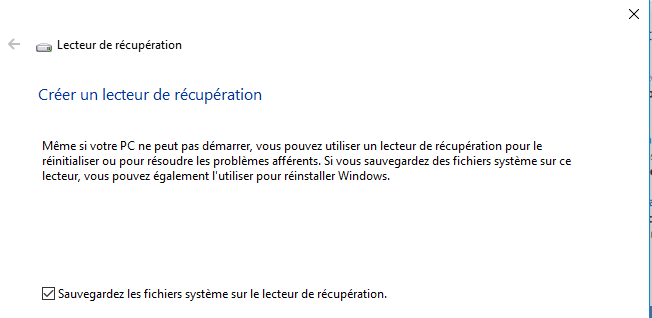 Lecteur de récupération
Créer un lecteur de récupération
Même si votre PC ne peut pas démarrer, vous pouvez utiliser un lecteur de récupération pour le
réinitialiser ou pour résoudre les problèmes afférents. Si vous sauvegardez des fichiers système sur ce
lecteur, vous pouvez également l'utiliser pour réinstaller Windows.
Sauvegardez les fichiers système sur le lecteur de récupération.